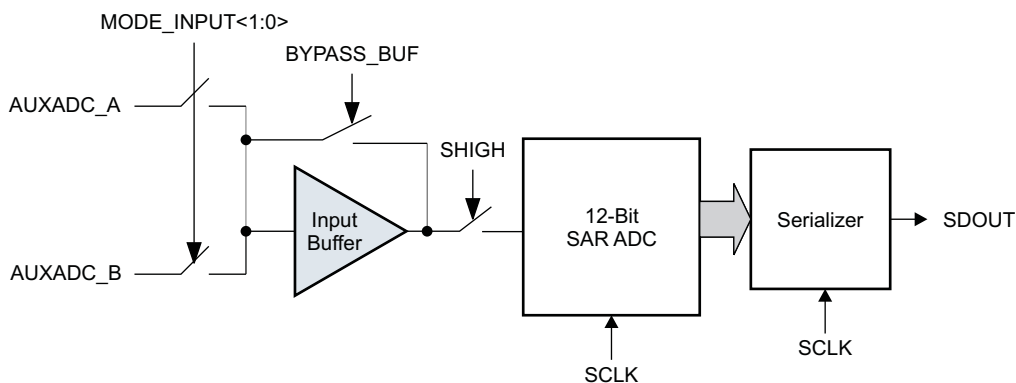 MODE_INPUT<1:0>
BYPASS_BUF
AUXADC_A
SHIGH
Input
Buffer
12-Bit
SAR ADC
Serializer
SDOUT
AUXADC_B
SCLK
SCLK